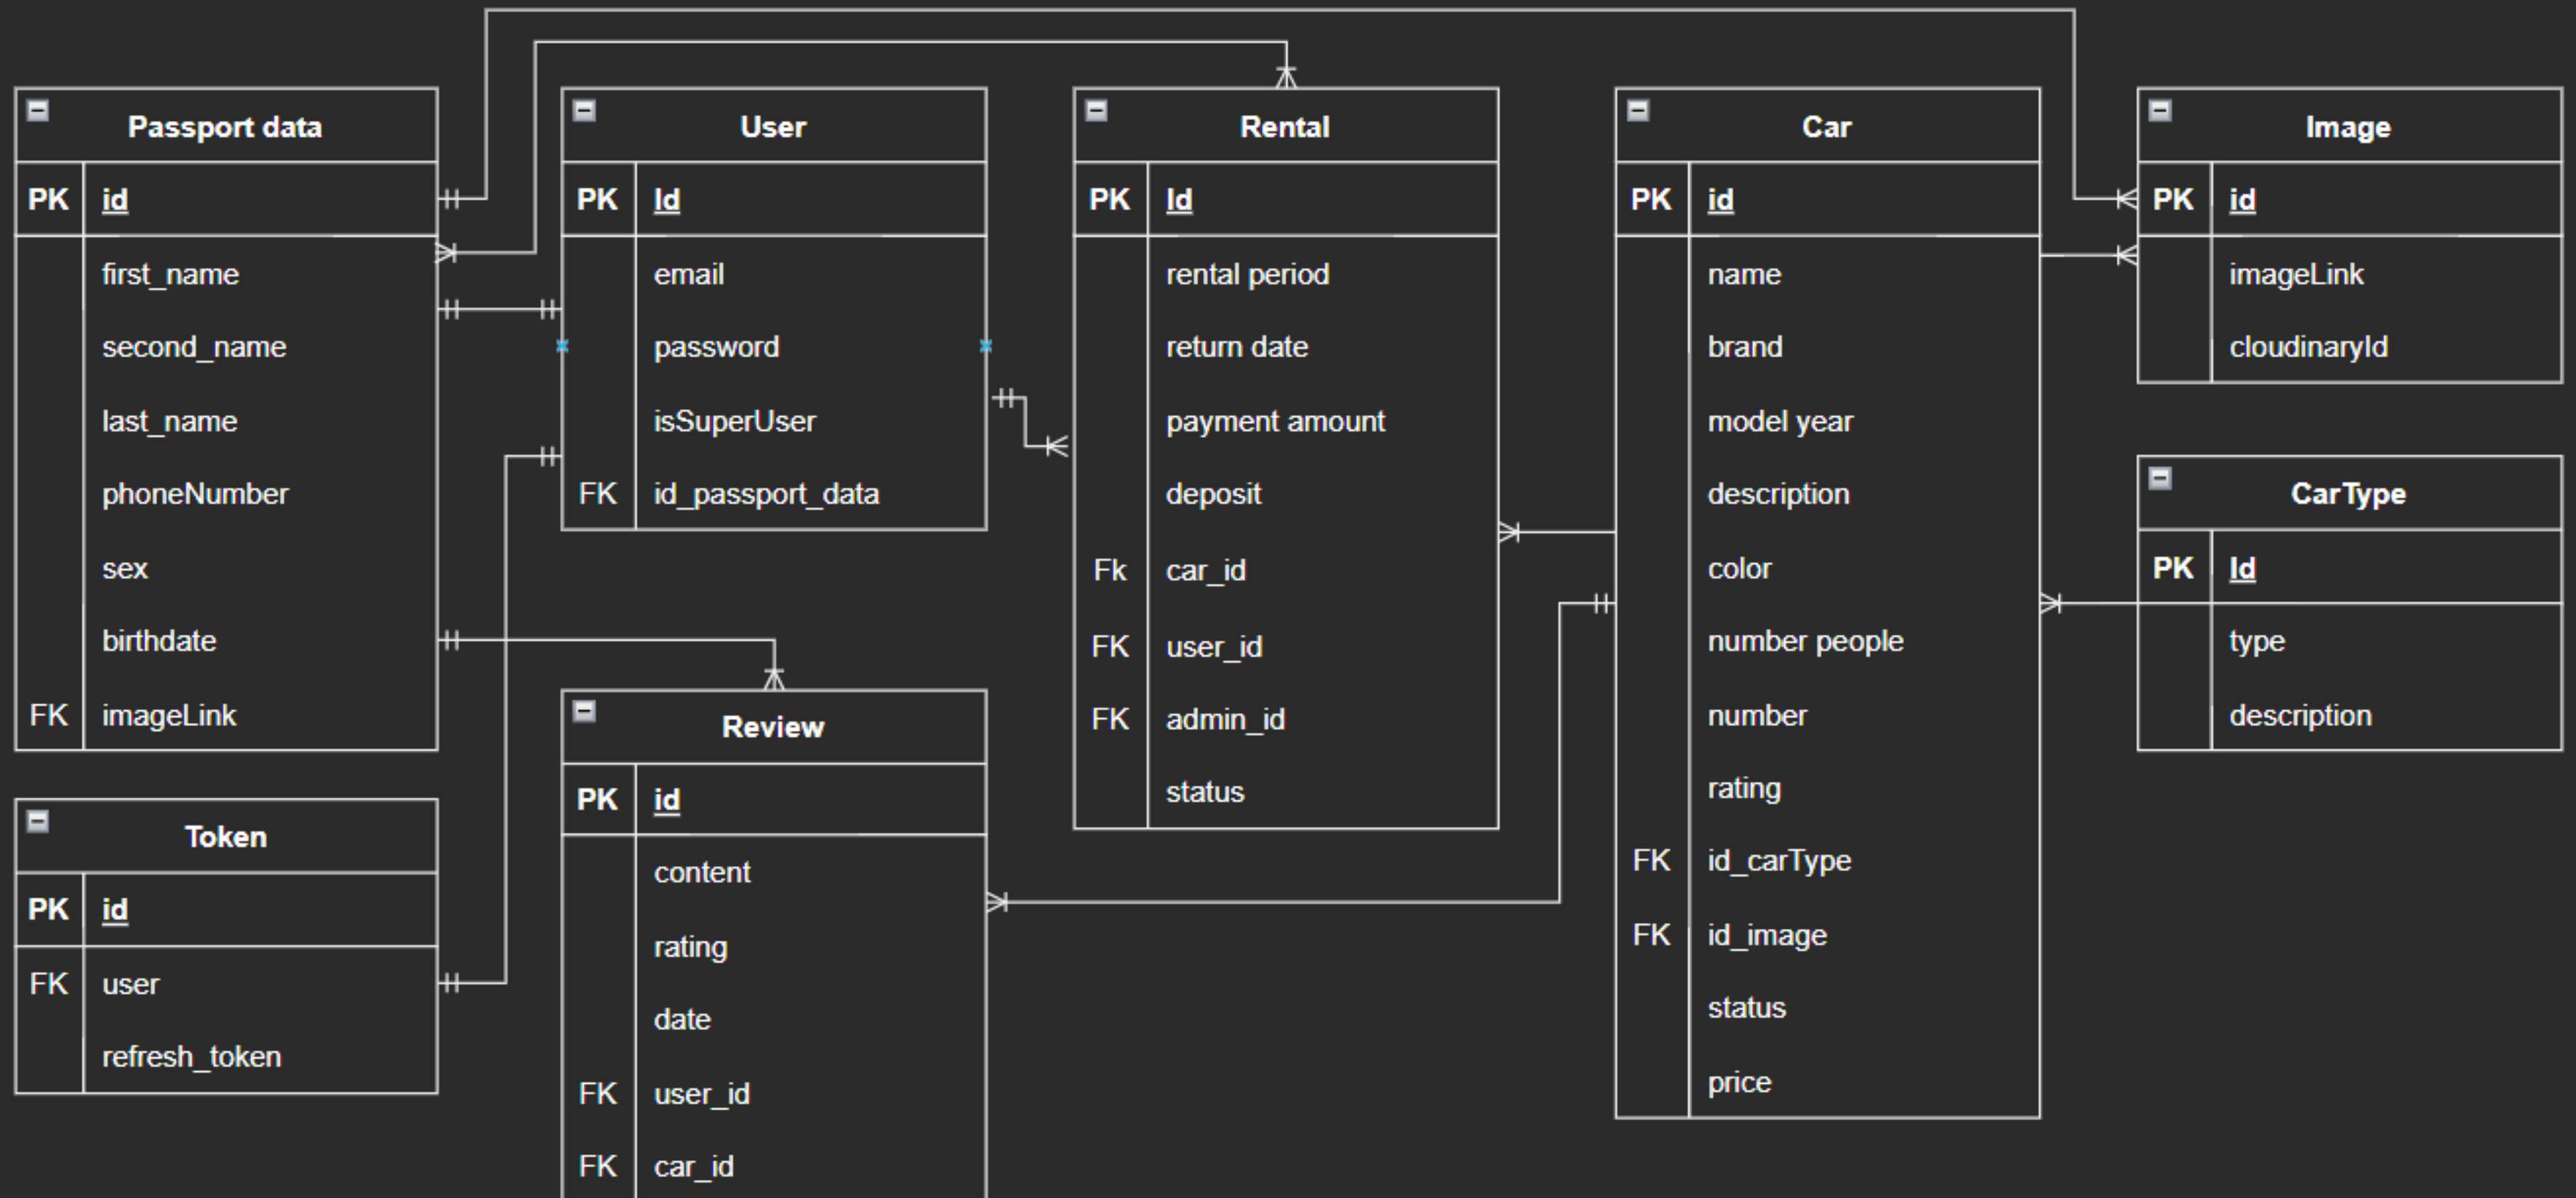 Passport data
PK id
first_name
second_name
last_name
phoneNumber
sex
birthdate
FK imageLink
Token
PK id
FK user
refresh_token
User
PK Id
email
password
isSuperUser
FK id_passport_data
Review
PK id
content
rating
date
FK user_id
FK car_id
Rental
PK Id
rental period
return date
payment amount
deposit
Fk car_id
FK user_id
FK admin_id
status
Car
PK id
name
brand
model year
description
color
number people
number
rating
FK id_carType
FK id_image
status
price
Image
PK id
imageLink
cloudinaryId
CarType
PK Id
type
description